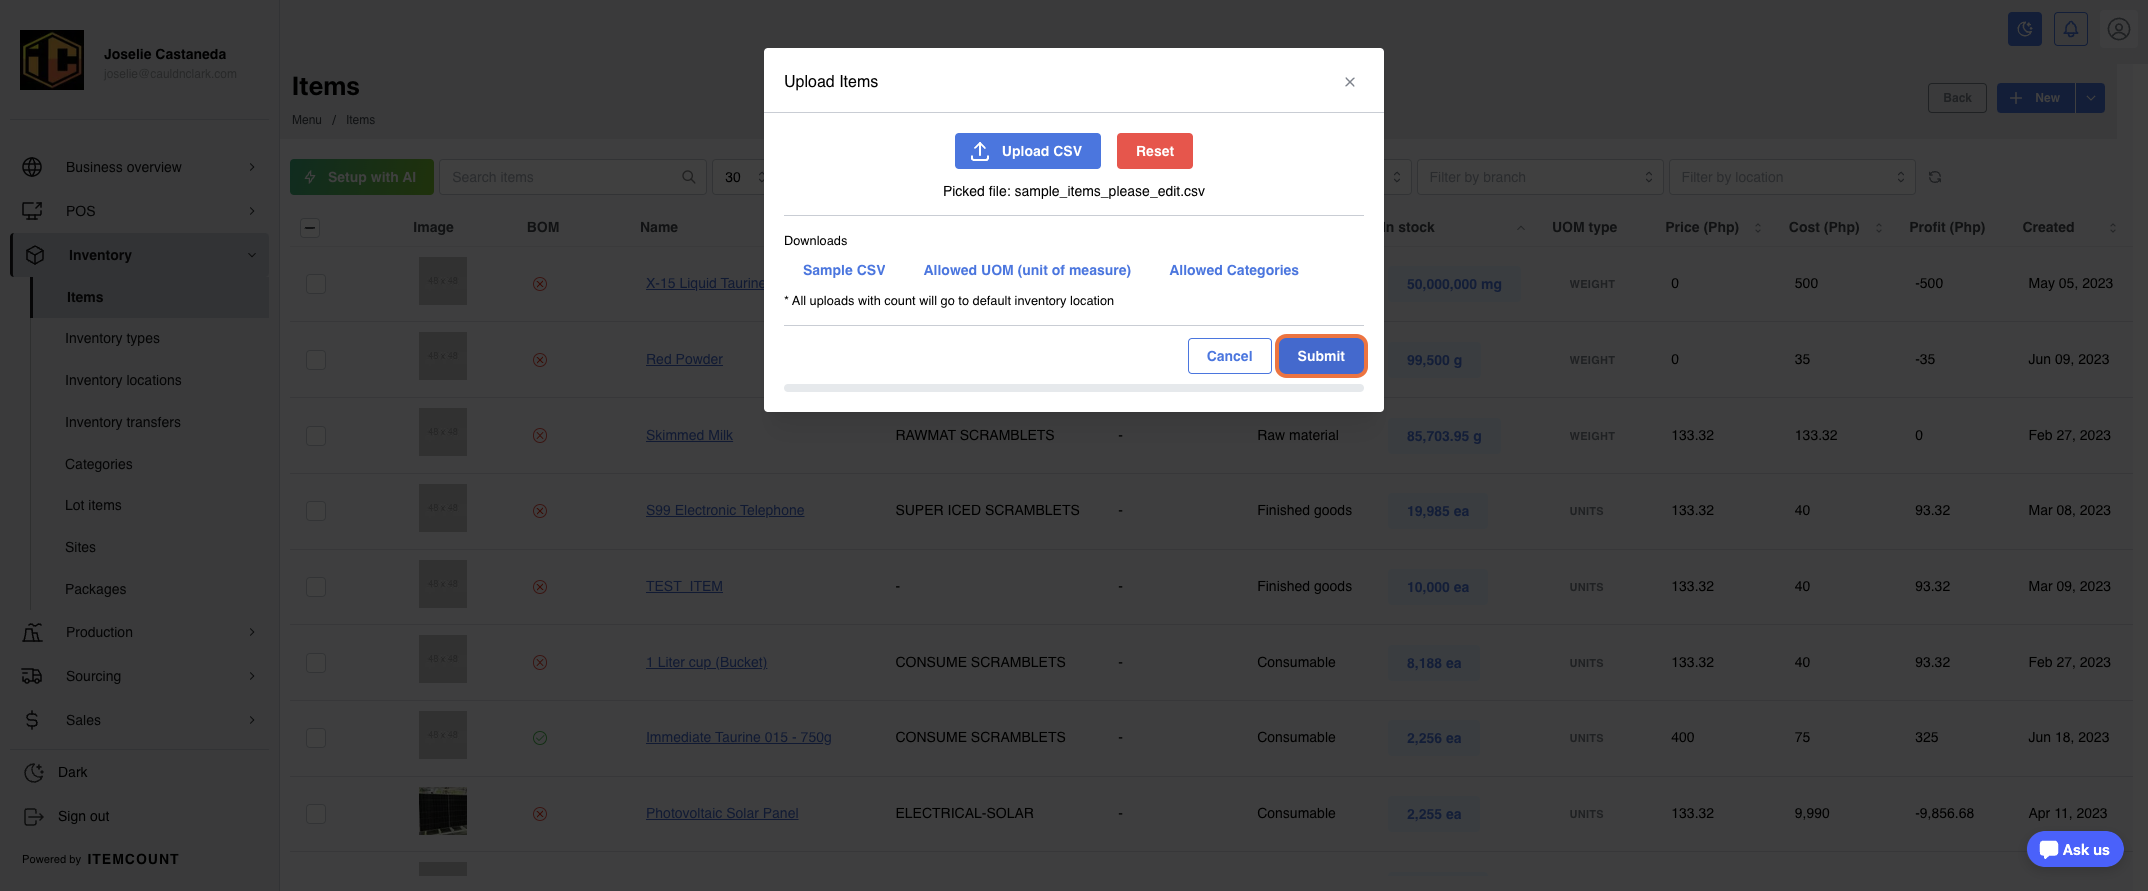 Joselie Castaneda
joselie@cauldnclark.com
Business overview
POS
Inventory
Items
Inventory types
Inventory locations
Inventory transfers
Categories
Lot items
Sites
Packages
Production
Sourcing
Sales
Dark
Sign out
Powered by ITEMCOUNT
Items
Menu / Items
Back
New
Setup with AI
Search items
30
Filter by branch
Filter by location
Upload Items
Upload CSV
Reset
Picked file: sample_items_please_edit.csv
Downloads
Sample CSV Allowed UOM (unit of measure) Allowed Categories
* All uploads with count will go to default inventory location
Cancel
Submit
Image BOM Name In stock UOM type Price (Php) Cost (Php) Profit (Php) Created
48 x 48 X-15 Liquid Taurine 50,000,000 mg WEIGHT 0 500 -500 May 05, 2023
48 x 48 Red Powder 99,500 g WEIGHT 0 35 -35 Jun 09, 2023
48 x 48 Skimmed Milk RAWMAT SCRAMBLETS - Raw material 85,703.95 g WEIGHT 133.32 133.32 0 Feb 27, 2023
48 x 48 S99 Electronic Telephone SUPER ICED SCRAMBLETS - Finished goods 19,985 ea UNITS 133.32 40 93.32 Mar 08, 2023
48 x 48 TEST_ITEM - - Finished goods 10,000 ea UNITS 133.32 40 93.32 Mar 09, 2023
48 x 48 1 Liter cup (Bucket) CONSUME SCRAMBLETS - Consumable 8,188 ea UNITS 133.32 40 93.32 Feb 27, 2023
48 x 48 Immediate Taurine 015 - 750g CONSUME SCRAMBLETS - Consumable 2,256 ea UNITS 400 75 325 Jun 18, 2023
Photovoltaic Solar Panel ELECTRICAL-SOLAR - Consumable 2,255 ea UNITS 133.32 9,990 -9,856.68 Apr 11, 2023
Ask us